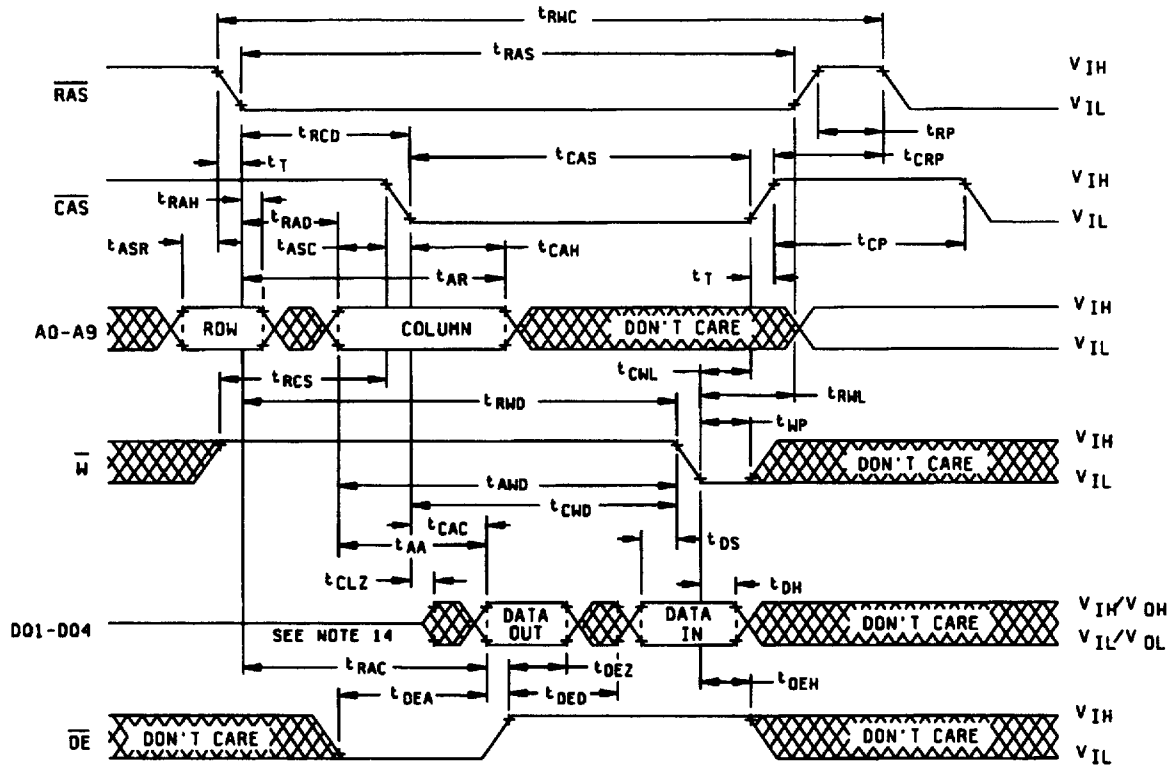 tRWC
tRAS
RAS VIH
VIL
tRP
tRCD
tCRP
tT tCAS
CAS VIH
VIL
tRAH
tRAD
tASR tASC tCAH tCP
tAR tT
A0-A9 ROW COLUMN DON'T CARE VIH
VIL
tCWL
tRCS tRWL
tRWD
tWP
W DON'T CARE VIH
VIL
tAWD
tCWD
tCAC
tDS
tAA
tCLZ tDH
DQ1-DQ4 SEE NOTE 14 DATA OUT DATA IN DON'T CARE VIH/VOH
VIL/VOL
tRAC tOEZ
tOEA tOED tOEH
OE DON'T CARE DON'T CARE VIH
VIL